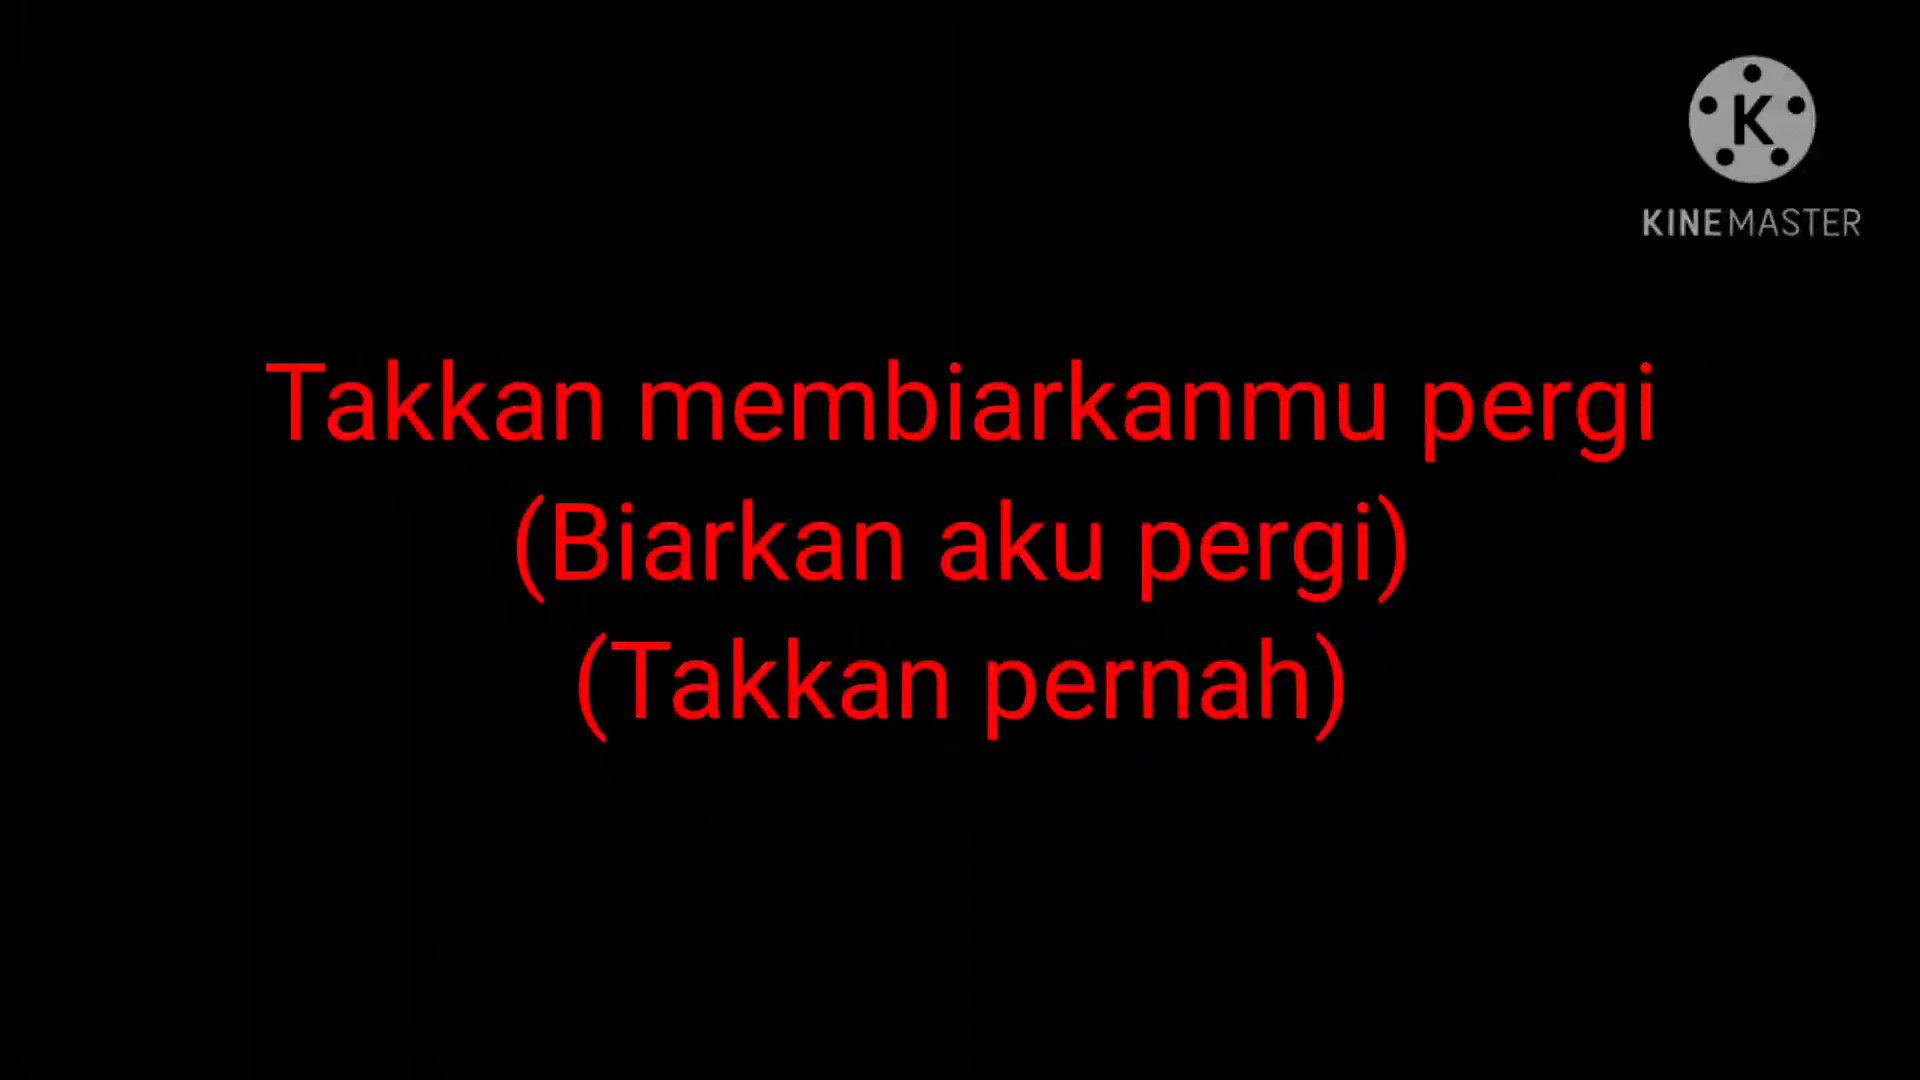 K
KINEMASTER
Takkan membiarkanmu pergi
(Biarkan aku pergi)
(Takkan pernah)